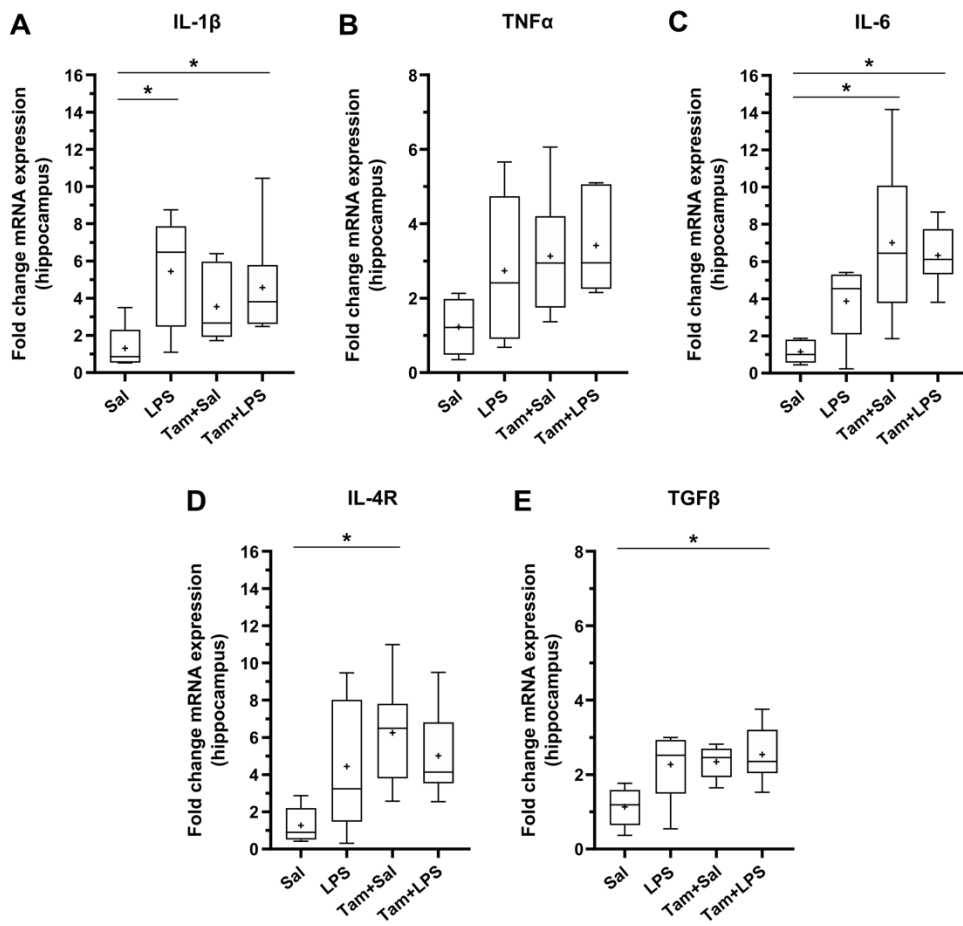 A
IL-1β
Fold change mRNA expression
(hippocampus)
16
14
12
10
8
6
4
2
0
*
*
Sal
LPS
Tam+Sal
Tam+LPS
B
TNFα
Fold change mRNA expression
(hippocampus)
8
6
4
2
0
Sal
LPS
Tam+Sal
Tam+LPS
C
IL-6
Fold change mRNA expression
(hippocampus)
16
14
12
10
8
6
4
2
0
*
*
Sal
LPS
Tam+Sal
Tam+LPS
D
IL-4R
Fold change mRNA expression
(hippocampus)
16
14
12
10
8
6
4
2
0
*
Sal
LPS
Tam+Sal
Tam+LPS
E
TGFβ
Fold change mRNA expression
(hippocampus)
8
6
4
2
0
*
Sal
LPS
Tam+Sal
Tam+LPS